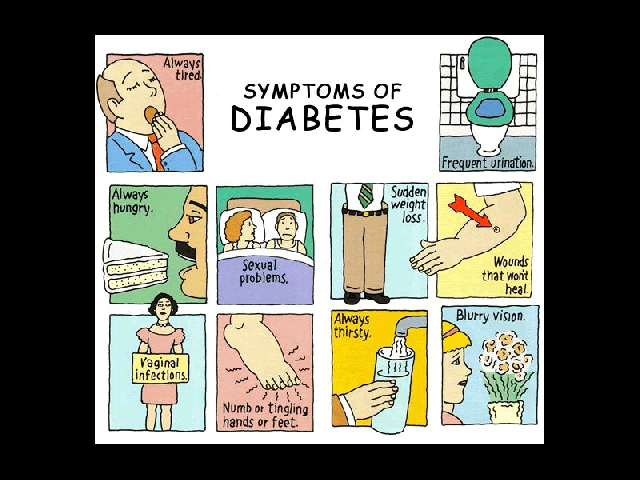 SYMPTOMS OF
DIABETES
Always
tired.
Frequent urination.
Always
hungry.
Sexual
problems.
Sudden
weight
loss.
Wounds
that won't
heal.
Vaginal
infections.
Numb or tingling
hands or feet.
Always
thirsty.
Blurry vision.